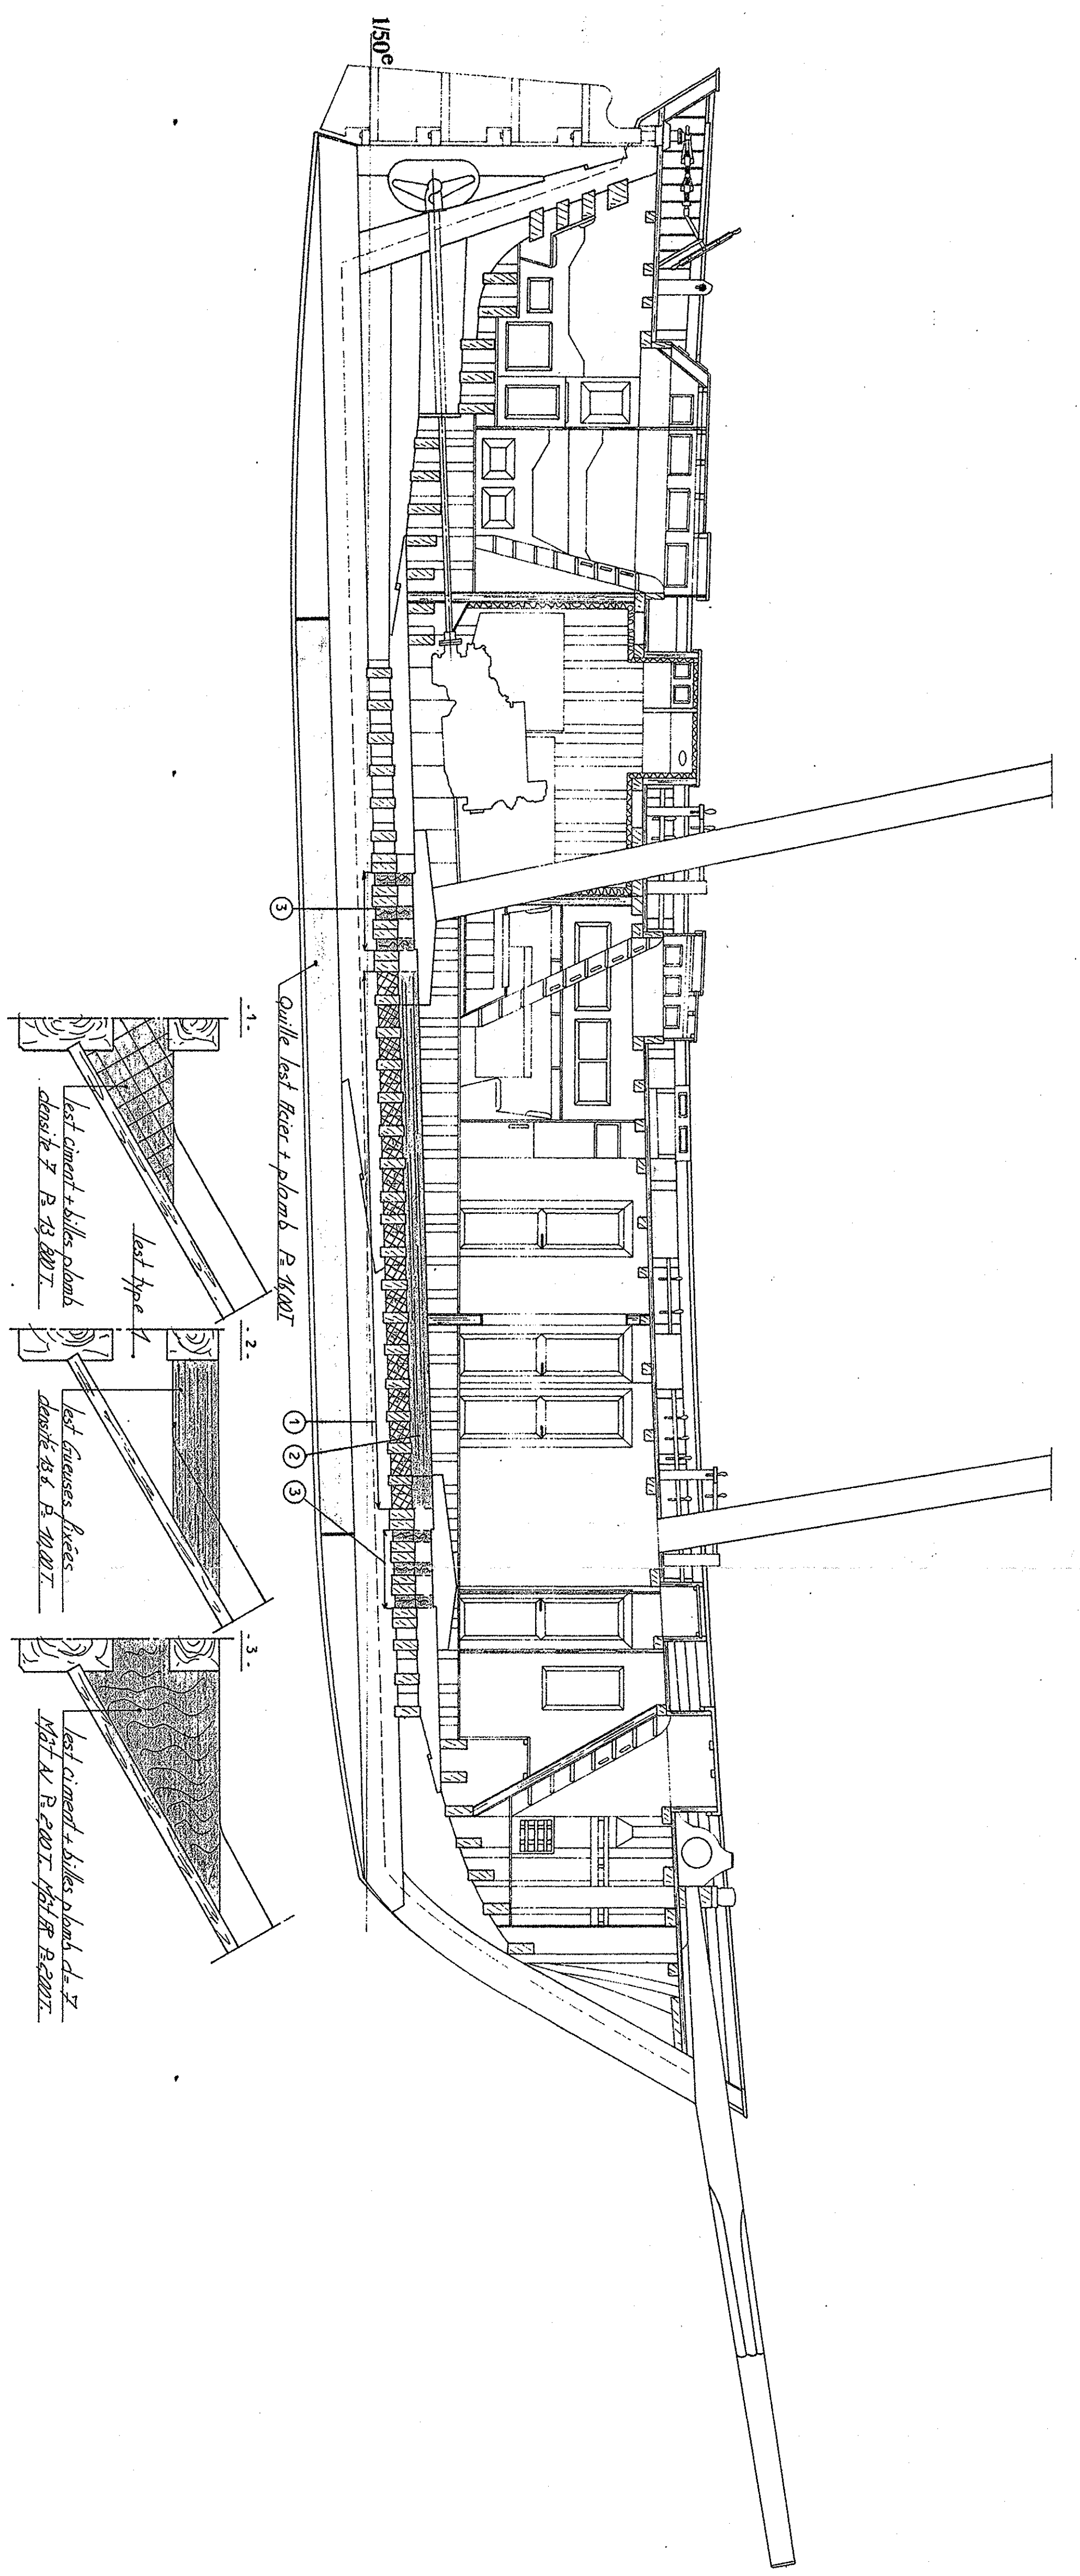 1/50e
3
1
2
3
Quille lest Acier + plomb P= 16,00T
-1-
lest ciment + billes plomb
densité 7 P= 13,800T.
-2-
lest type 1
lest Gueuses fixées
densité 13,6 P= 10,00T.
-3-
lest ciment + billes plomb d= 7
Mât AV P= 2,00T. Mât AR P= 2,00T.